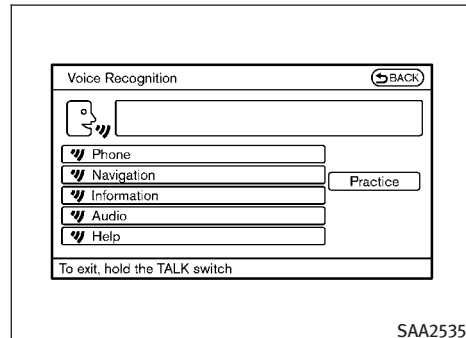 Voice Recognition BACK
Phone
Navigation
Practice
Information
Audio
Help
To exit, hold the TALK switch
SAA2535